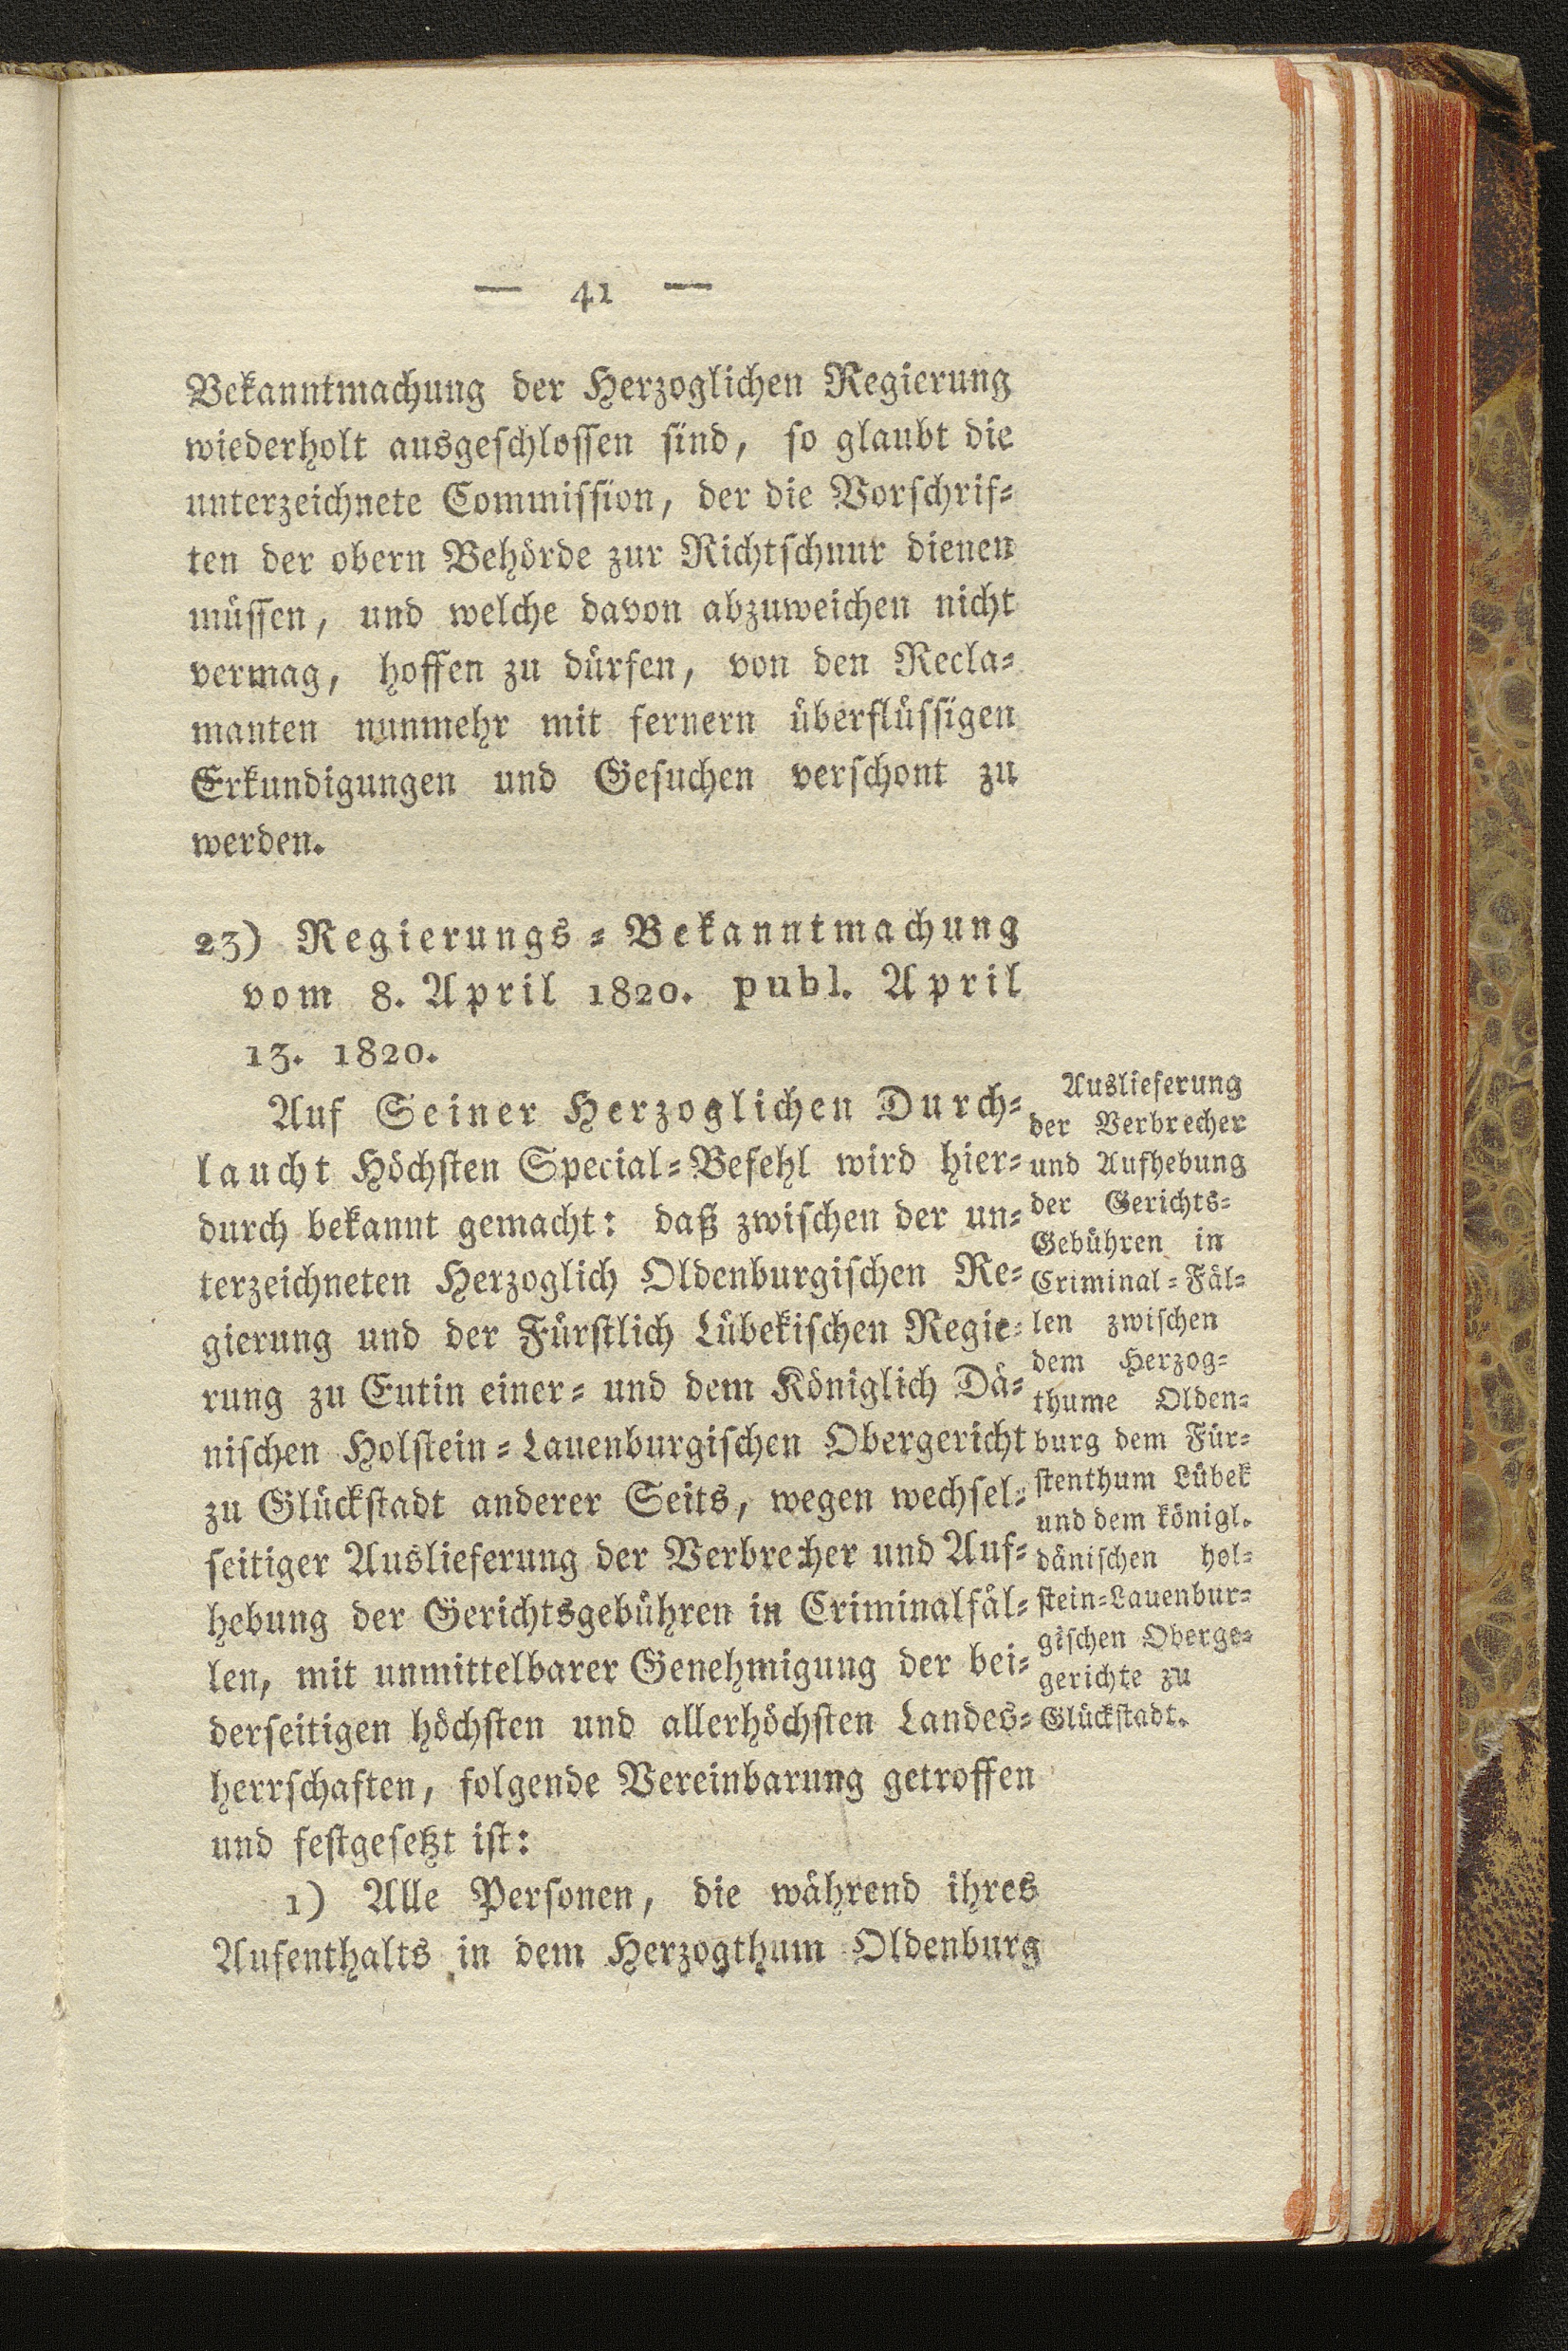 — 41 —
Bekanntmachung der Herzoglichen Regierung
wiederholt ausgeschlossen sind, so glaubt die
unterzeichnete Commission, der die Vorschrif-
ten der obern Behörde zur Richtschnur dienen
müssen, und welche davon abzuweichen nicht
vermag, hoffen zu dürfen, von den Recla-
manten nunmehr mit fernern überflüssigen
Erkundigungen und Gesuchen verschont zu
werden.
23) Regierungs-Bekanntmachung
vom 8. April 1820. publ. April
13. 1820.
Auf Seiner Herzoglichen Durch-
laucht Höchsten Special-Befehl wird hier-
durch bekannt gemacht: daß zwischen der un-
terzeichneten Herzoglich Oldenburgischen Re-
gierung und der Fürstlich Lübekischen Regie-
rung zu Eutin einer- und dem Königlich Dä-
nischen Holstein-Lauenburgischen Obergericht
zu Glückstadt anderer Seits, wegen wechsel-
seitiger Auslieferung der Verbrecher und Auf-
hebung der Gerichtsgebühren in Criminalfäl-
len, mit unmittelbarer Genehmigung der bei-
derseitigen höchsten und allerhöchsten Landes-
herrschaften, folgende Vereinbarung getroffen
und festgesetzt ist:
1) Alle Personen, die während ihres
Aufenthalts in dem Herzogthum Oldenburg
Auslieferung
der Verbrecher
und Aufhebung
der Gerichts-
Gebühren in
Criminal-Fäl-
len zwischen
dem Herzog-
thume Olden-
burg dem Für-
stenthum Lübek
und dem königl.
dänischen hol-
stein-Lauenbur-
gischen Oberge-
gerichte zu
Glückstadt.